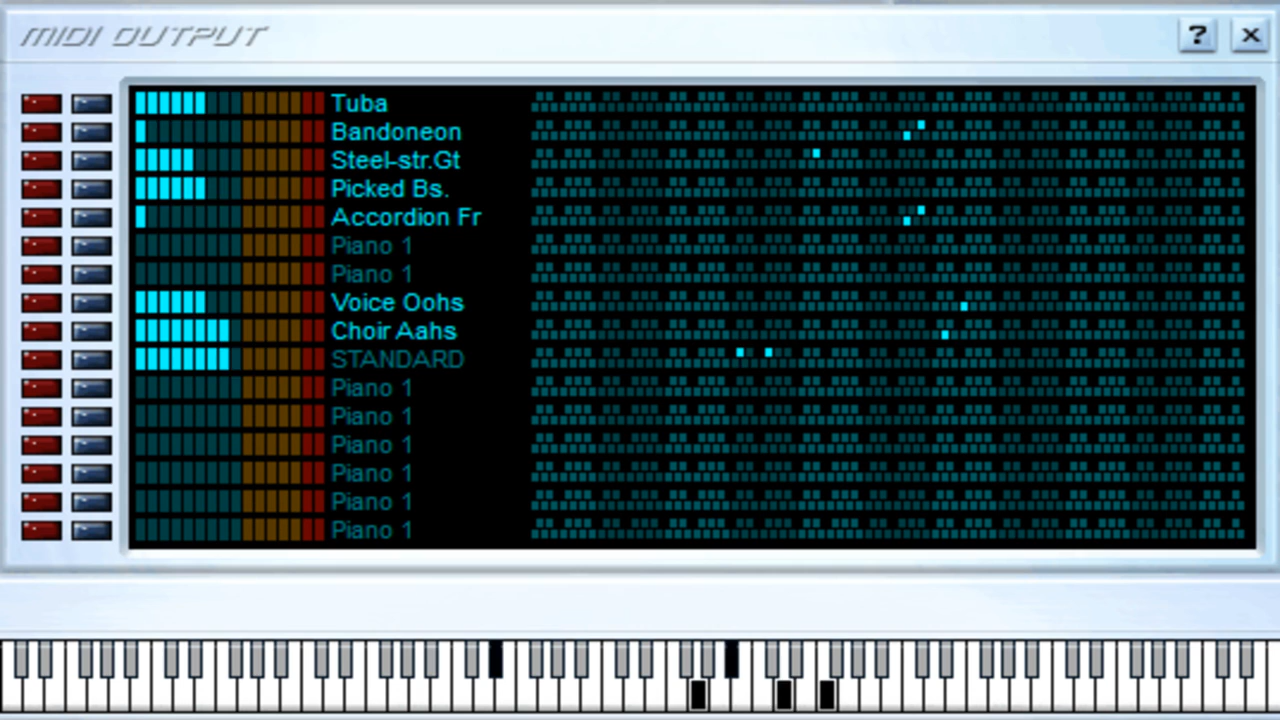 MIDI OUTPUT
? ×
Tuba
Bandoneon
Steel-str.Gt
Picked Bs.
Accordion Fr
Piano 1
Piano 1
Voice Oohs
Choir Aahs
STANDARD
Piano 1
Piano 1
Piano 1
Piano 1
Piano 1
Piano 1